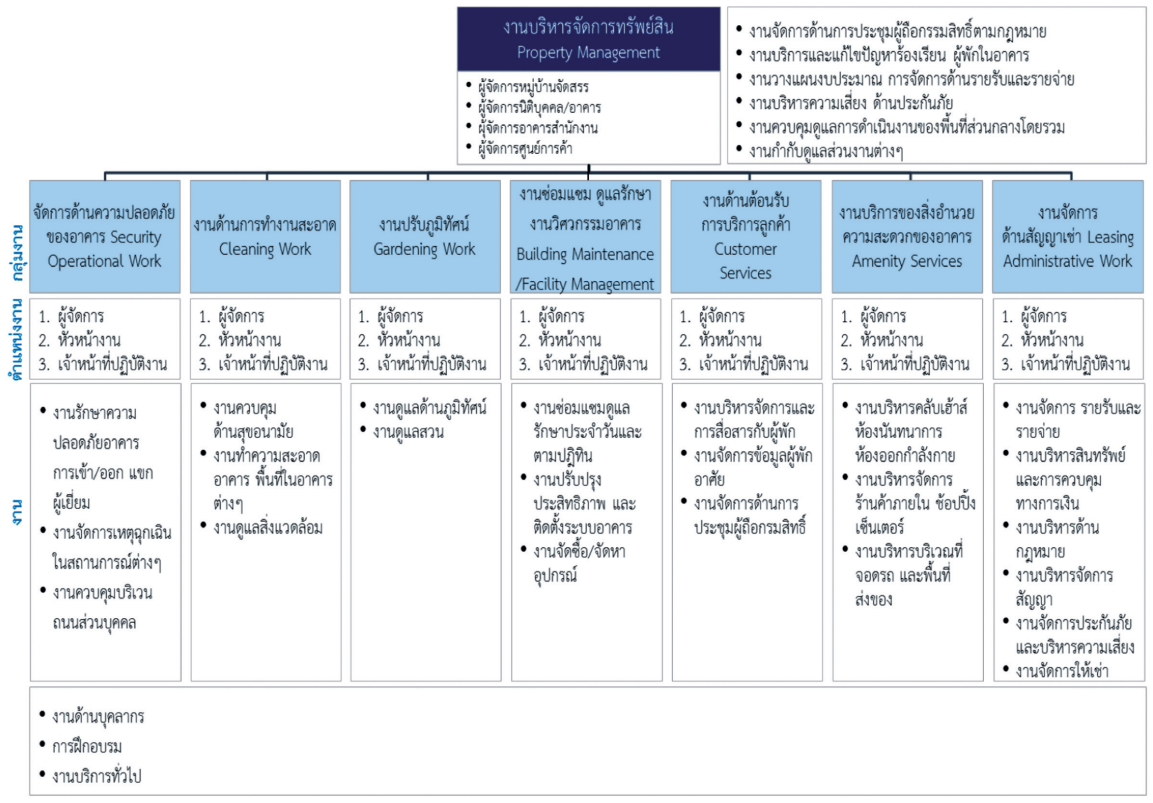 งานบริหารจัดการทรัพย์สิน
Property Management
• ผู้จัดการหมู่บ้านจัดสรร
• ผู้จัดการนิติบุคคล/อาคาร
• ผุ้จัดการอาคารสำนักงาน
• ผู้จัดการศูนย์การค้า
• งานจัดการด้านการประชุมผู้ถือกรรมสิทธิ์ตามกฎหมาย
• งานบริการและแก้ไขปัญหาร้องเรียน ผู้พักในอาคาร
• งานวางแผนงบประมาณ การจัดการด้านรายรับและรายจ่าย
• งานบริหารความเสี่ยง ด้านประกันภัย
• งานควบคุมดูแลการดำเนินงานของพื้นที่ส่วนกลางโดยรวม
• งานกำกับดูแลส่วนงานต่างๆ
กลุ่มงาน
จัดการด้านความปลอดภัย
ของอาคาร Security
Operational Work
งานด้านการทำงานสะอาด
Cleaning Work
งานปรับภูมิทัศน์
Gardening Work
งานซ่อมแซม ดูแลรักษา
งานวิศวกรรมอาคาร
Building Maintenance
/Facility Management
งานด้านต้อนรับ
การบริการลูกค้า
Customer
Services
งานบริการของสิ่งอำนวย
ความสะดวกของอาคาร
Amenity Services
งานจัดการ
ด้านสัญญาเช่า Leasing
Administrative Work
ตำแหน่งงาน
1. ผู้จัดการ
2. หัวหน้างาน
3. เจ้าหน้าที่ปฏิบัติงาน
1. ผู้จัดการ
2. หัวหน้างาน
3. เจ้าหน้าที่ปฏิบัติงาน
1. ผู้จัดการ
2. หัวหน้างาน
3. เจ้าหน้าที่ปฏิบัติงาน
1. ผู้จัดการ
2. หัวหน้างาน
3. เจ้าหน้าที่ปฏิบัติงาน
1. ผู้จัดการ
2. หัวหน้างาน
3. เจ้าหน้าที่ปฏิบัติงาน
1. ผู้จัดการ
2. หัวหน้างาน
3. เจ้าหน้าที่ปฏิบัติงาน
1. ผู้จัดการ
2. หัวหน้างาน
3. เจ้าหน้าที่ปฏิบัติงาน
งาน
• งานรักษาความ
ปลอดภัยอาคาร
การเข้า/ออก แขก
ผู้เยี่ยม
• งานจัดการเหตุฉุกเฉิน
ในสถานการณ์ต่างๆ
• งานควบคุมบริเวน
ถนนส่วนบุคคล
• งานควบคุม
ด้านสุขอนามัย
• งานทำความสะอาด
อาคาร พื้นที่ในอาคาร
ต่างๆ
• งานดูแลสิ่งแวดล้อม
• งานดูแลด้านภูมิทัศน์
• งานดูแลสวน
• งานซ่อมแซมดูแล
รักษาประจำวันและ
ตามปฎิทิน
• งานปรับปรุง
ประสิทธิภาพ และ
ติดตั้งระบบอาคาร
• งานจัดซื้อ/จัดหา
อุปกรณ์
• งานบริหารจัดการและ
การสื่อสารกับผู้พัก
• งานจัดการข้อมูลผู้พัก
อาศัย
• งานจัดการด้านการ
ประชุมผู้ถือกรมสิทธิ์
• งานบริหารคลับเฮ้าส์
ห้องนันทนาการ
ห้องออกกำลังกาย
• งานบริหารจัดการ
ร้านค้าภายใน ช้อปปิ้ง
เซ็นเตอร์
• งานบริหารบริเวณที่
จอดรถ และพื้นที่
ส่งของ
• งานจัดการ รายรับและ
รายจ่าย
• งานบริหารสินทรัพย์
และการควบคุม
ทางการเงิน
• งานบริหารด้าน
กฎหมาย
• งานบริหารจัดการ
สัญญา
• งานจัดการประกันภัย
และบริหารความเสี่ยง
• งานจัดการให้เช่า
• งานด้านบุคลากร
• การฝึกอบรม
• งานบริการทั่วไป